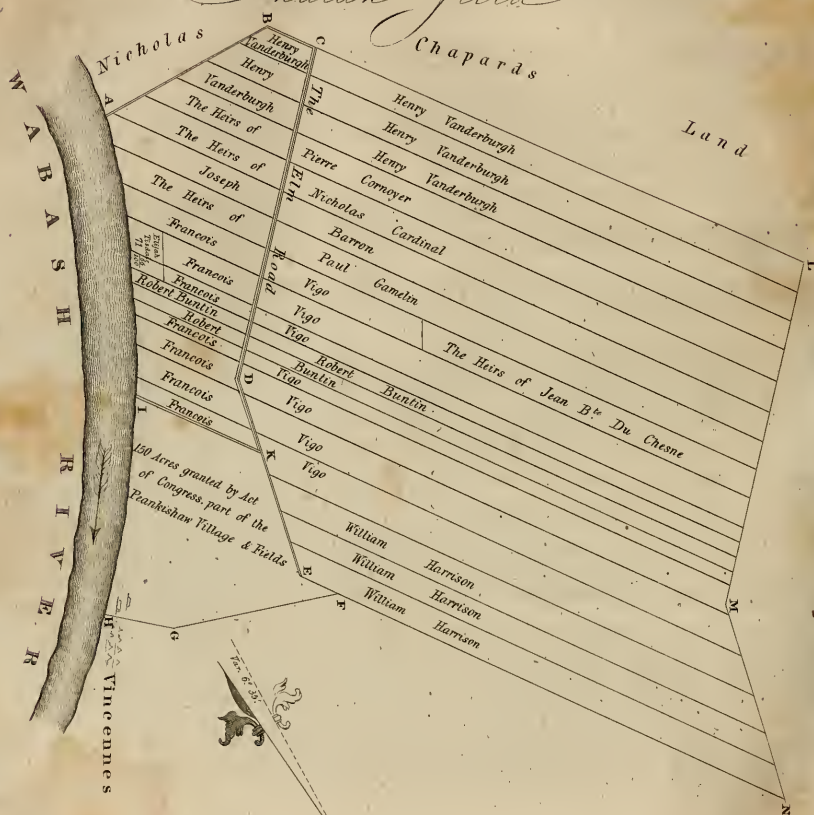 Nicholas
Chapards
Land
WABASH RIVER
A
B
C
Henry
Vanderburgh
Henry
Vanderburgh
The Heirs of
The Heirs of
Joseph
The Heirs of
Francois
Francois
Francois
Robert Buntin
Robert
Francois
Francois
Francois
Francois
The Elm Road
Henry Vanderburgh
Henry Vanderburgh
Henry Vanderburgh
Pierre Cornoyer
Nicholas Cardinal
Barron
Paul Gamelin
Vigo
Vigo
The Heirs of Jean Bte Du Chesne
Vigo
Robert Buntin
Buntin
Vigo
Vigo
Vigo
Vigo
William Harrison
William Harrison
William Harrison
L
M
N
D
I
K
E
F
G
H
150 Acres granted by Act
of Congress, part of the
Peankishaw Village & Fields
Vincennes
Elijah